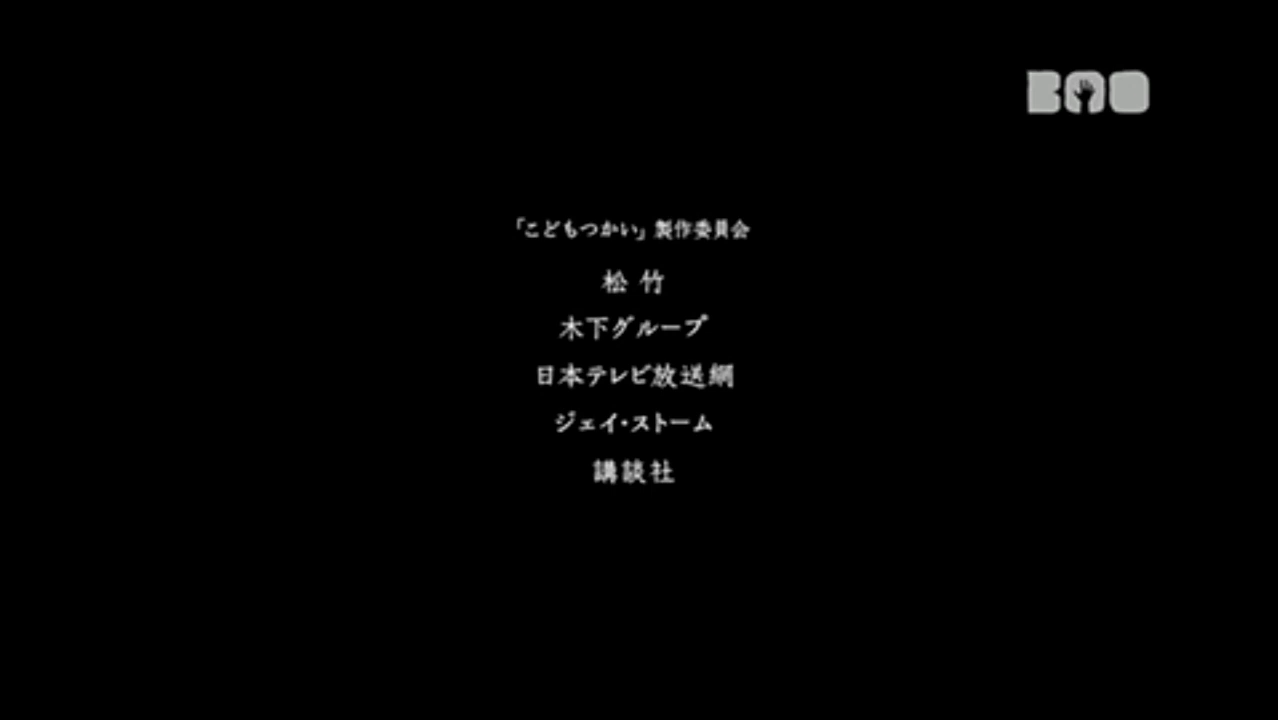 「こどもつかい」製作委員会
松竹
木下グループ
日本テレビ放送網
ジェイ・ストーム
講談社